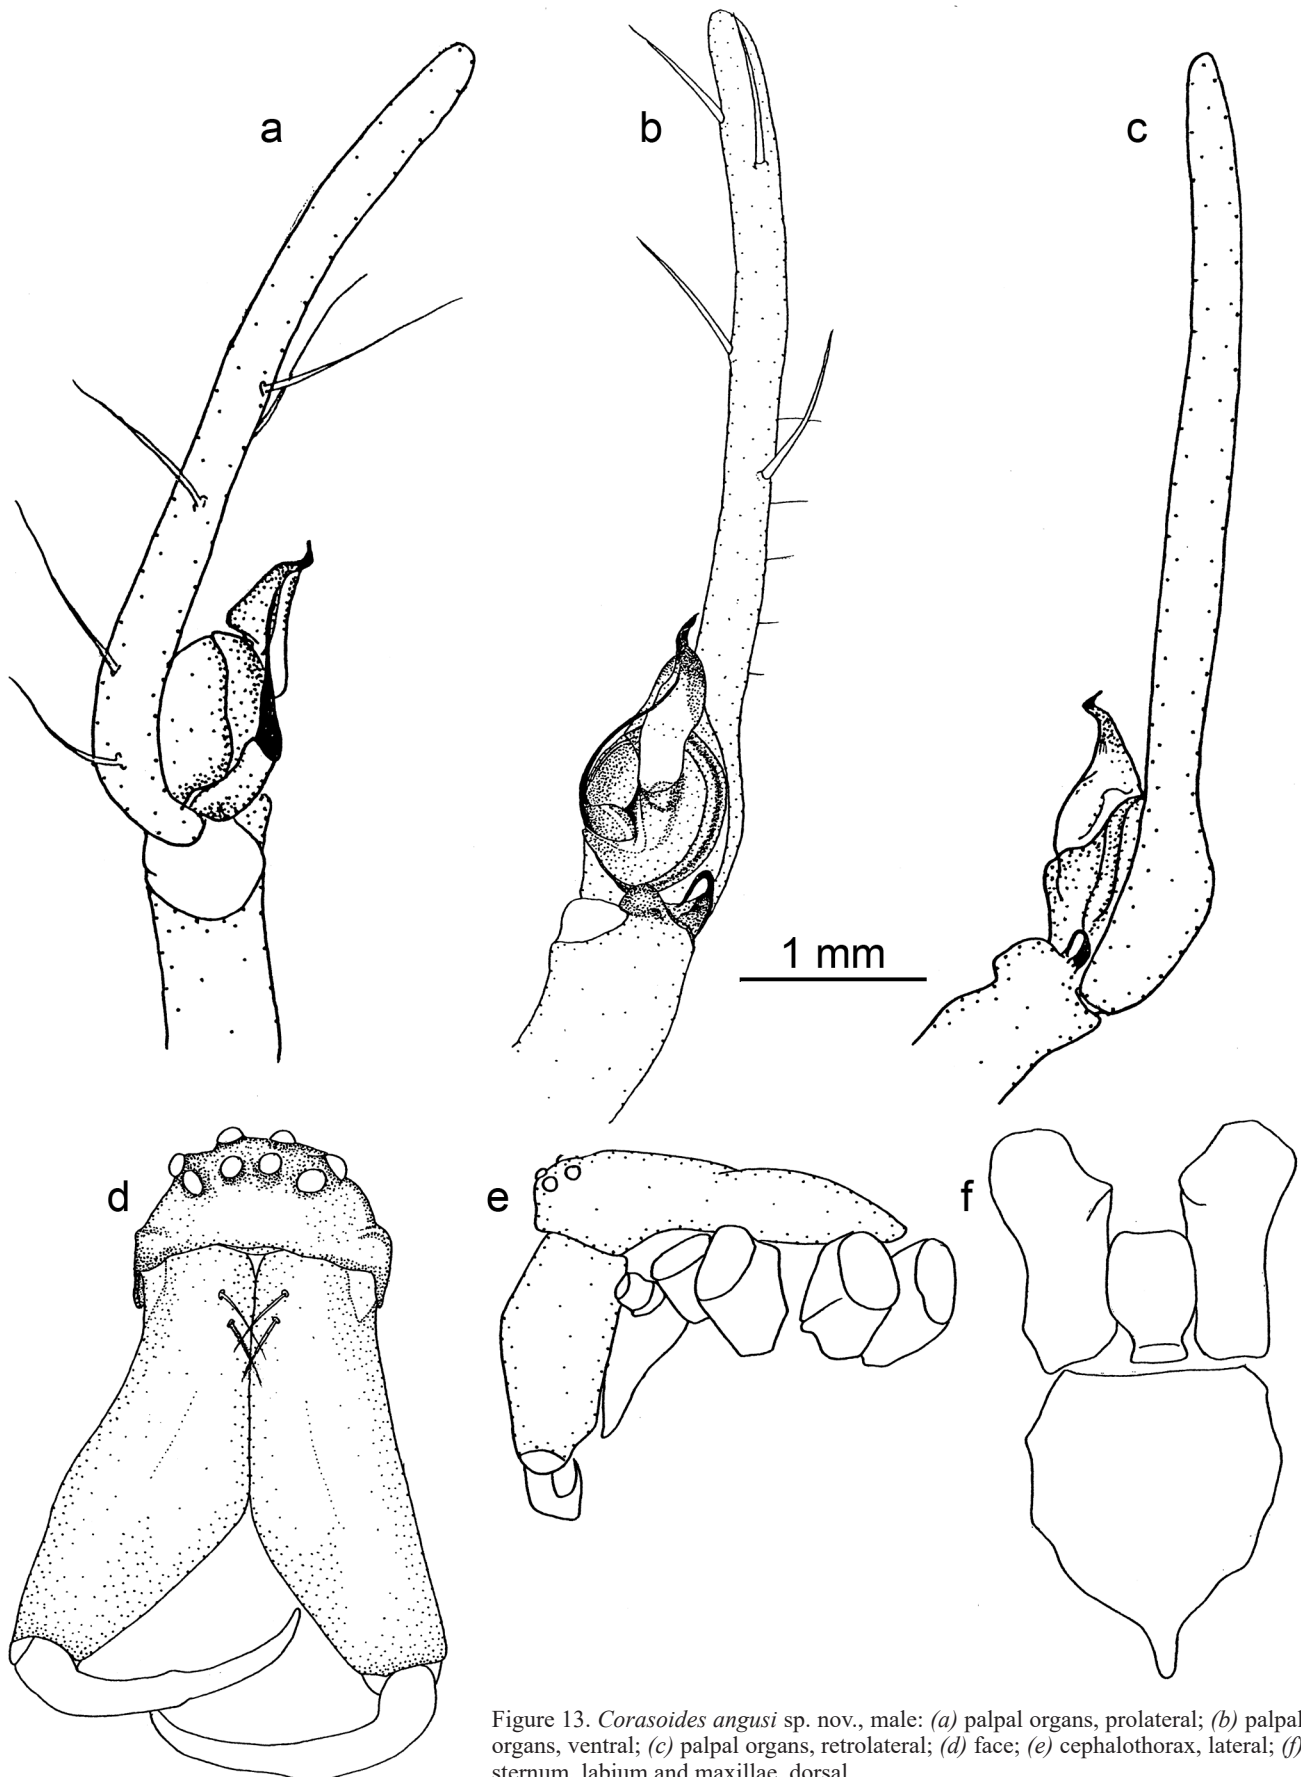 a
b
c
1 mm
d
e
f
Figure 13. Corasoides angusi sp. nov., male: (a) palpal organs, prolateral; (b) palpal
organs, ventral; (c) palpal organs, retrolateral; (d) face; (e) cephalothorax, lateral; (f)
sternum, labium and maxillae, dorsal